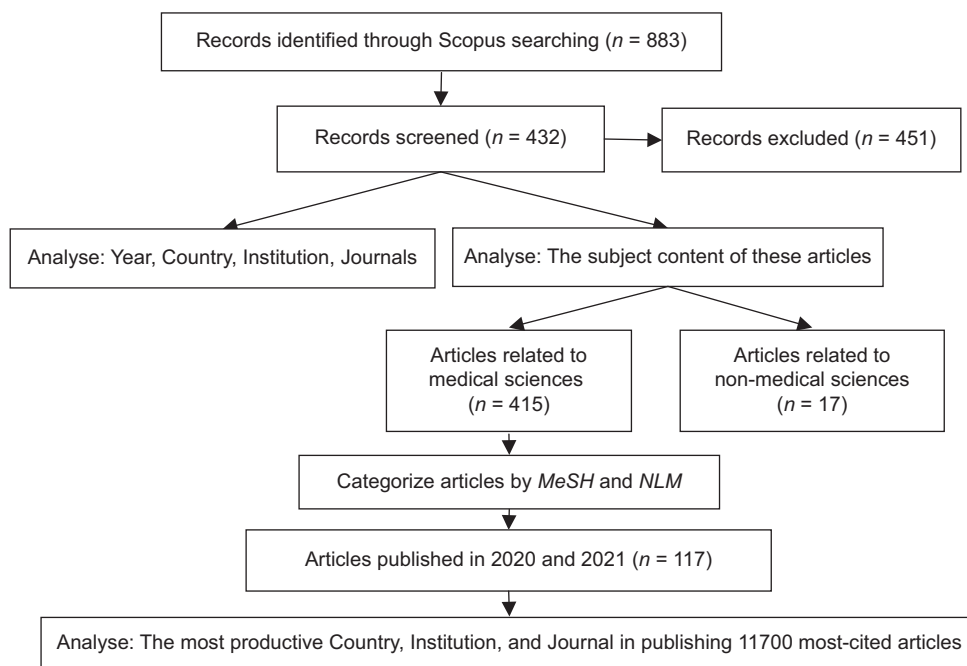 Records identified through Scopus searching (n = 883)
Records screened (n = 432)
Records excluded (n = 451)
Analyse: Year, Country, Institution, Journals
Analyse: The subject content of these articles
Articles related to
medical sciences
(n = 415)
Articles related to
non-medical sciences
(n = 17)
Categorize articles by MeSH and NLM
Articles published in 2020 and 2021 (n = 117)
Analyse: The most productive Country, Institution, and Journal in publishing 11700 most-cited articles